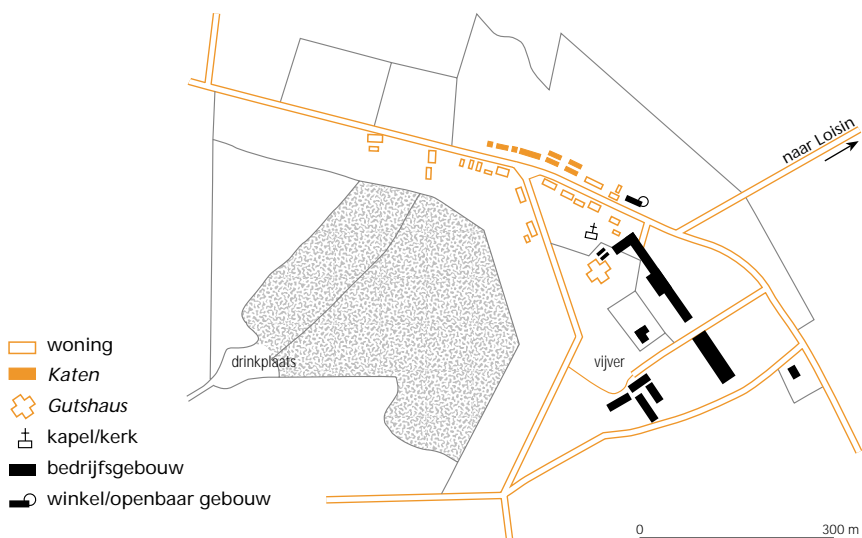 naar Loisin
drinkplaats
vijver
woning
Katen
Gutshaus
kapel/kerk
bedrijfsgebouw
winkel/openbaar gebouw
0 300 m